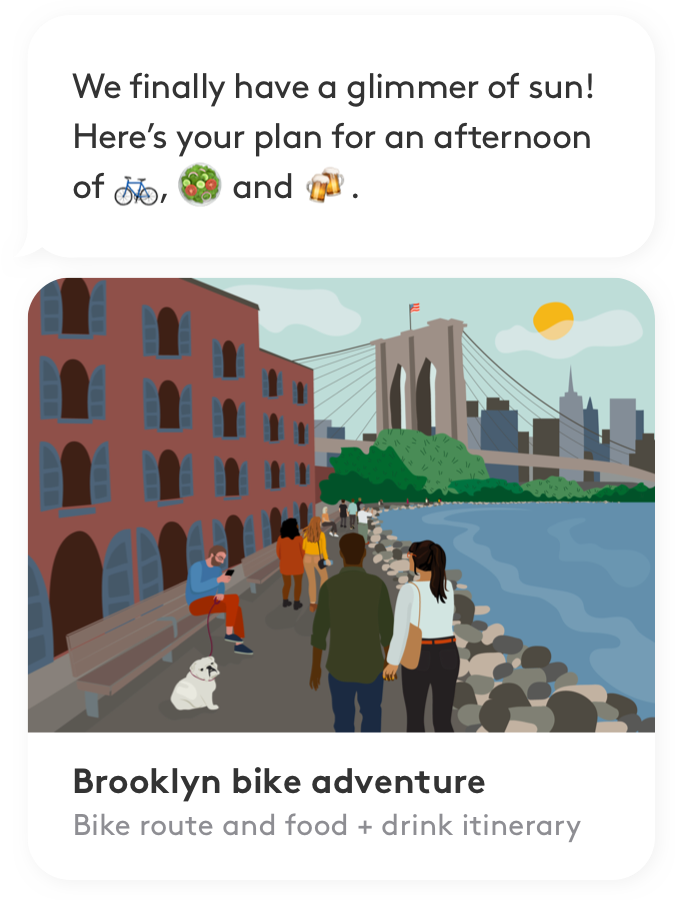 We finally have a glimmer of sun!
Here’s your plan for an afternoon
of 🚲, 🥗 and 🍻.
Brooklyn bike adventure
Bike route and food + drink itinerary